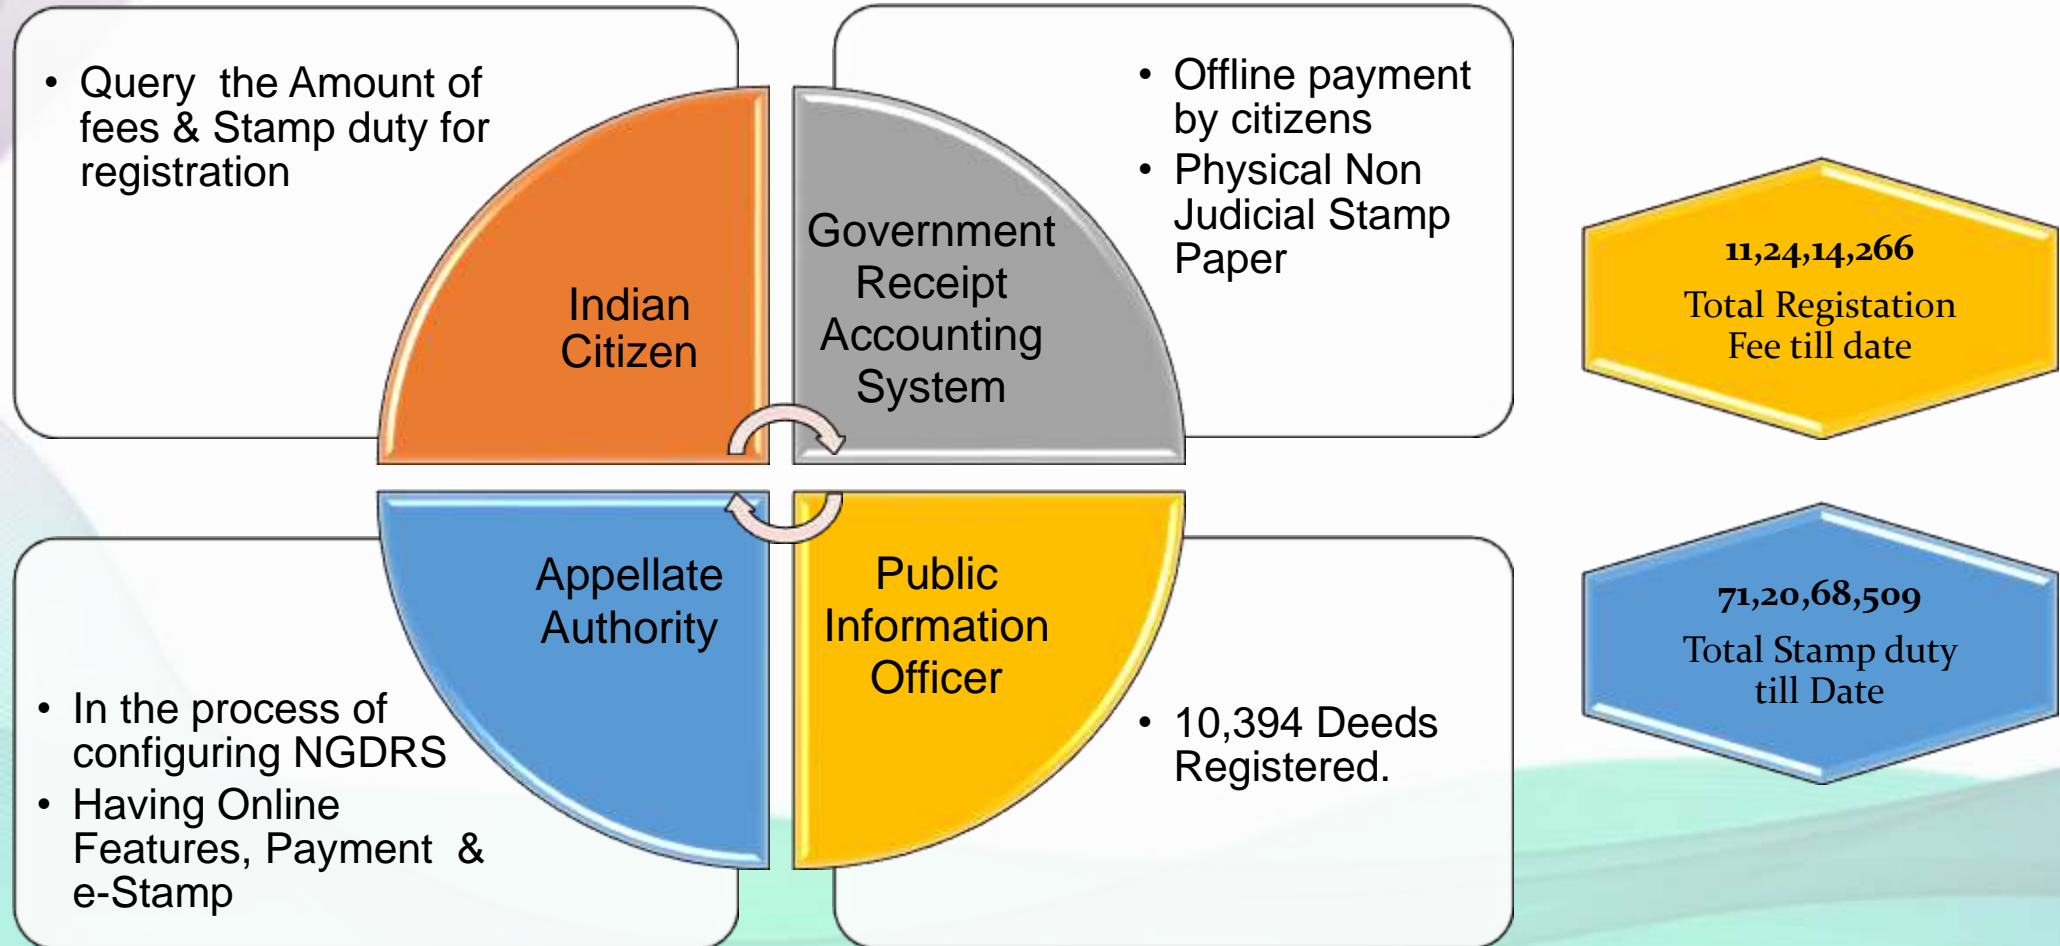 • Query the Amount of
fees & Stamp duty for
registration
Indian
Citizen
• Offline payment
by citizens
• Physical Non
Judicial Stamp
Paper
Government
Receipt
Accounting
System
Appellate
Authority
• In the process of
configuring NGDRS
• Having Online
Features, Payment &
e-Stamp
Public
Information
Officer
• 10,394 Deeds
Registered.
11,24,14,266
Total Registation
Fee till date
71,20,68,509
Total Stamp duty
till Date